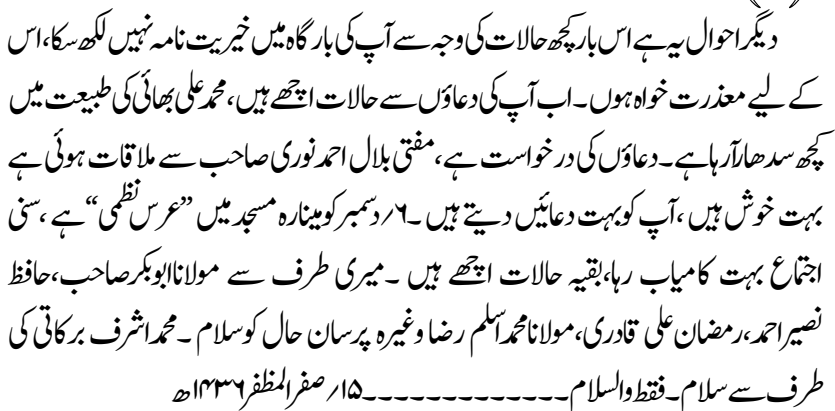 دیگر احوال یہ ہے اس بار کچھ حالات کی وجہ سے آپ کی بارگاہ میں خیریت نامہ نہیں لکھ سکا،اس
کے لیے معذرت خواہ ہوں۔اب آپ کی دعاؤں سے حالات اچھے ہیں،محمد علی بھائی کی طبیعت میں
کچھ سدھارآرہاہے۔دعاؤں کی درخواست ہے،مفتی بلال احمد نوری صاحب سے ملاقات ہوئی ہے
بہت خوش ہیں،آپ کو بہت دعائیں دیتے ہیں۔۶؍دسمبر کو مینارہ مسجد میں ”عرس نظمی“ہے،سنی
اجتماع بہت کامیاب رہا،بقیہ حالات اچھے ہیں۔میری طرف سے مولاناابوبکر صاحب،حافظ
نصیر احمد،رمضان علی قادری،مولانا محمد اسلم رضا وغیرہ پرسان حال کو سلام۔محمد اشرف برکاتی کی
طرف سے سلام۔فقط والسلام۔۔۔۔۔۔۔۔۔۔۔۔۔۱۵؍صفر المظفر ۱۴۳۶ھ